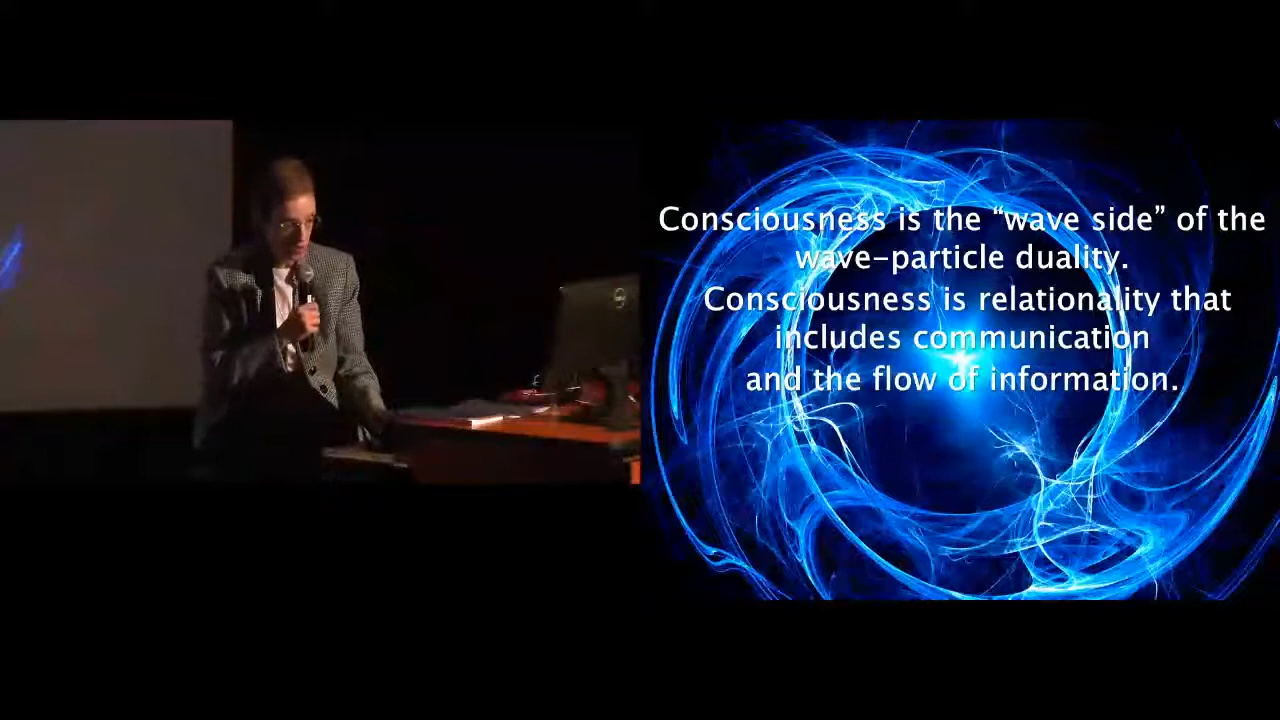 Consciousness is the “wave side” of the
wave-particle duality.
Consciousness is relationality that
includes communication
and the flow of information.